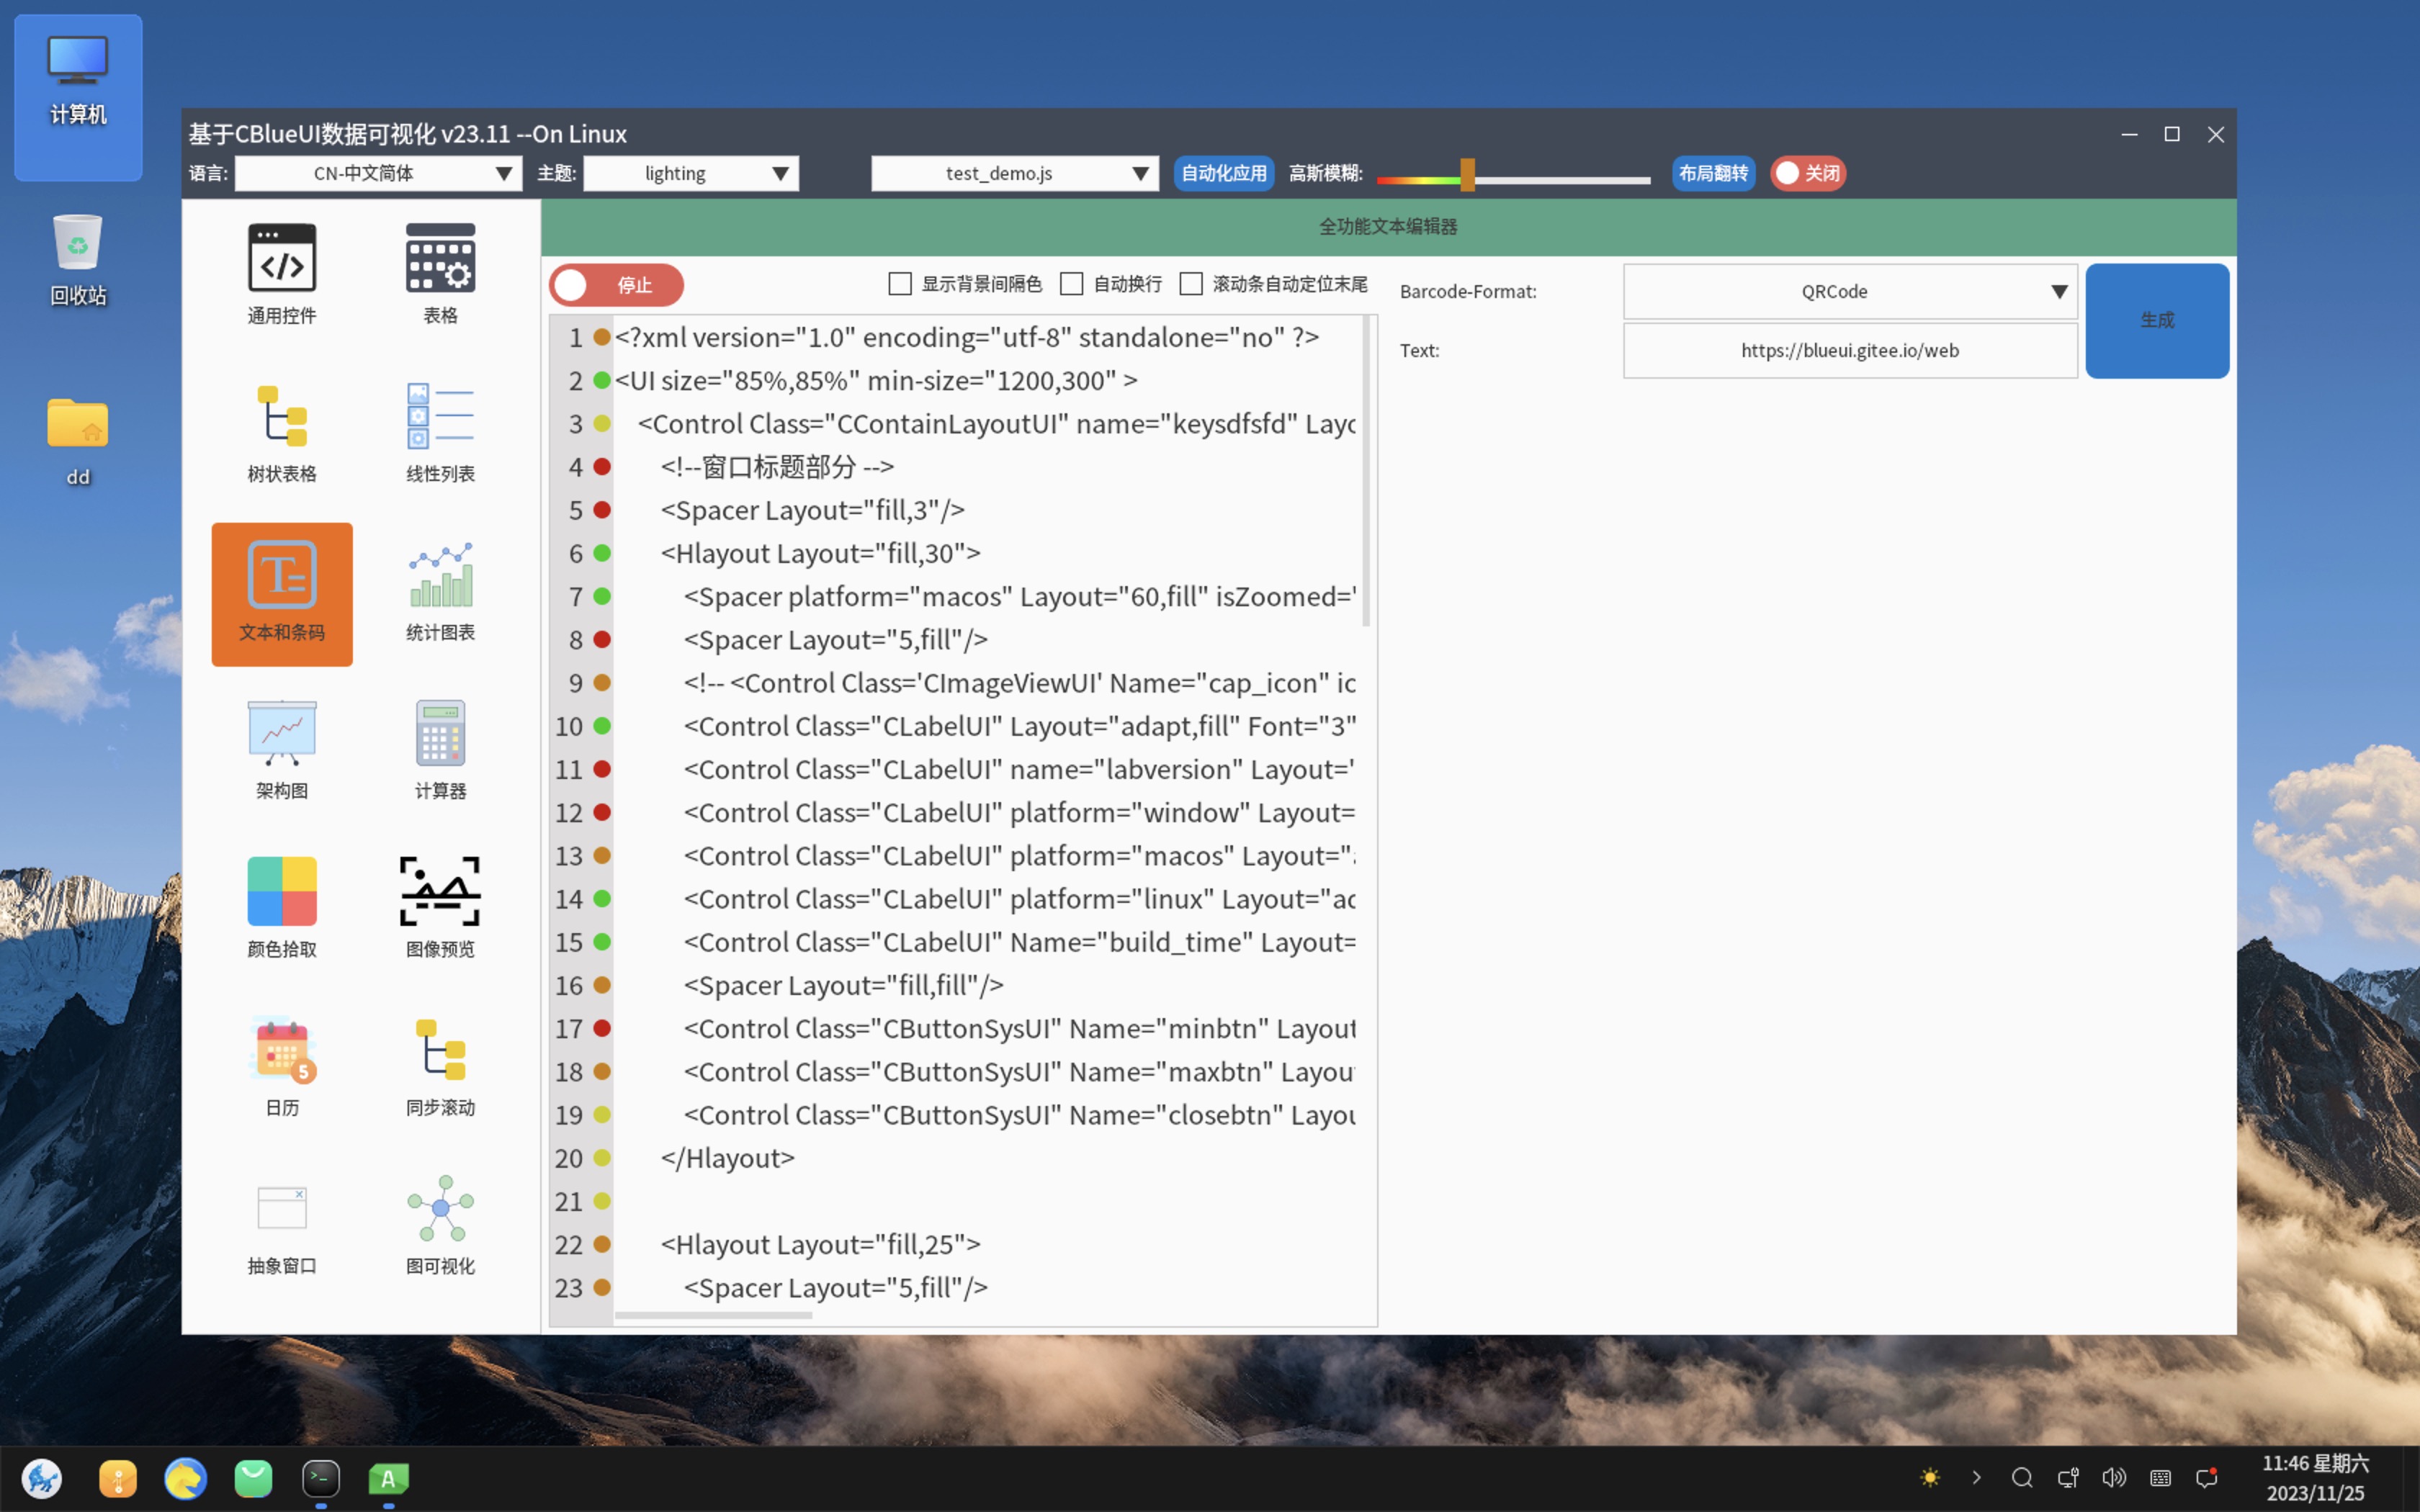 计算机
回收站
dd
基于CBlueUI数据可视化 v23.11 --On Linux
语言: CN-中文简体 主题: lighting test_demo.js 自动化应用 高斯模糊: 布局翻转 关闭
通用控件 表格
树状表格 线性列表
文本和条码 统计图表
架构图 计算器
颜色拾取 图像预览
日历 同步滚动
抽象窗口 图可视化
5
全功能文本编辑器
停止 显示背景间隔色 自动换行 滚动条自动定位末尾
1 <?xml version="1.0" encoding="utf-8" standalone="no" ?>
2 <UI size="85%,85%" min-size="1200,300" >
3 <Control Class="CContainLayoutUI" name="keysdfsfd" Layo
4 <!--窗口标题部分 -->
5 <Spacer Layout="fill,3"/>
6 <Hlayout Layout="fill,30">
7 <Spacer platform="macos" Layout="60,fill" isZoomed="
8 <Spacer Layout="5,fill"/>
9 <!-- <Control Class='CImageViewUI' Name="cap_icon" ic
10 <Control Class="CLabelUI" Layout="adapt,fill" Font="3"
11 <Control Class="CLabelUI" name="labversion" Layout="
12 <Control Class="CLabelUI" platform="window" Layout=
13 <Control Class="CLabelUI" platform="macos" Layout="a
14 <Control Class="CLabelUI" platform="linux" Layout="ad
15 <Control Class="CLabelUI" Name="build_time" Layout=
16 <Spacer Layout="fill,fill"/>
17 <Control Class="CButtonSysUI" Name="minbtn" Layout
18 <Control Class="CButtonSysUI" Name="maxbtn" Layout
19 <Control Class="CButtonSysUI" Name="closebtn" Layou
20 </Hlayout>
21
22 <Hlayout Layout="fill,25">
23 <Spacer Layout="5,fill"/>
Barcode-Format: QRCode
Text: https://blueui.gitee.io/web
生成
A
11:46 星期六
2023/11/25